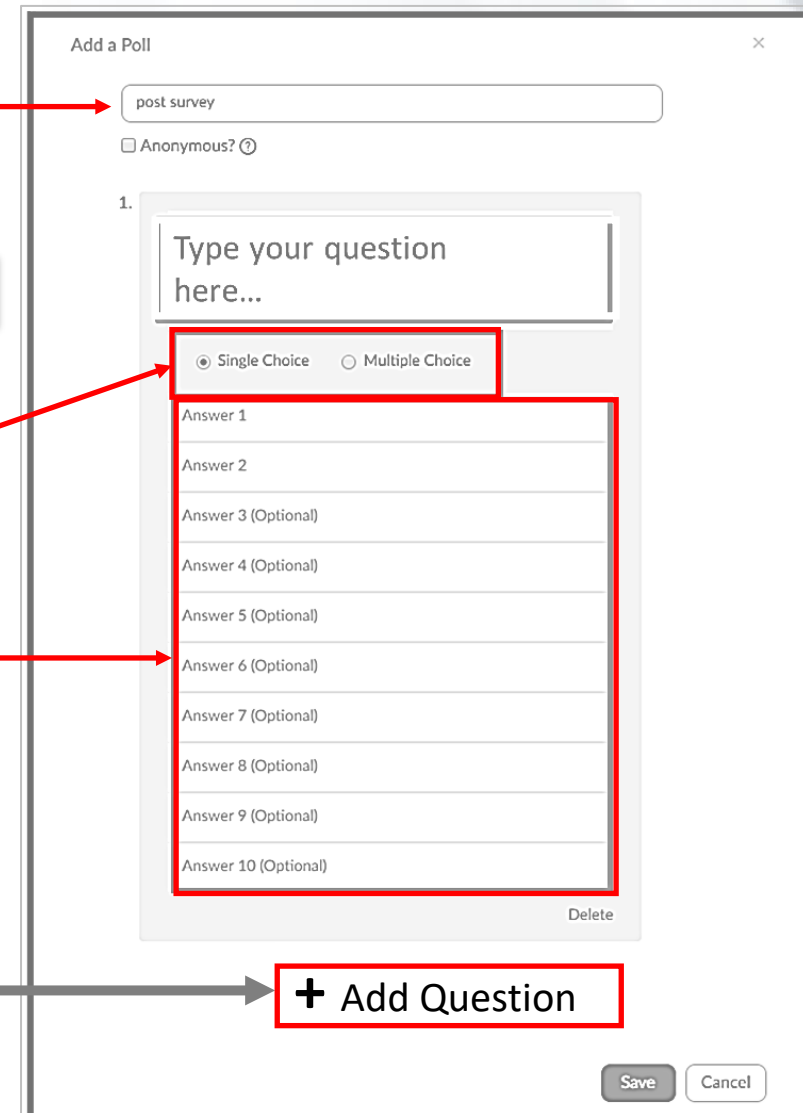 Add a Poll
post survey
Anonymous?
1.
Type your question
here...
Single Choice Multiple Choice
Answer 1
Answer 2
Answer 3 (Optional)
Answer 4 (Optional)
Answer 5 (Optional)
Answer 6 (Optional)
Answer 7 (Optional)
Answer 8 (Optional)
Answer 9 (Optional)
Answer 10 (Optional)
Delete
+ Add Question
Save Cancel